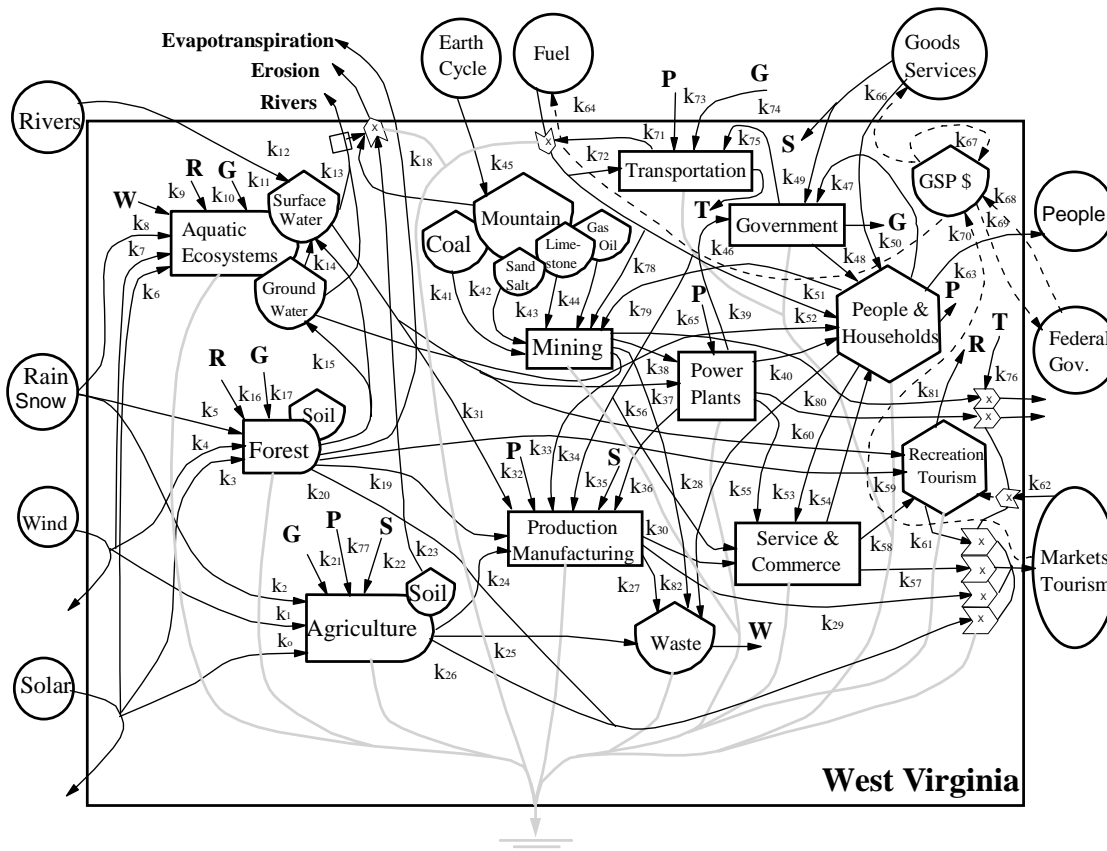 Evapotranspiration
Erosion
Rivers
Earth
Cycle
Fuel
Goods
Services
Rivers
Rain
Snow
Wind
Solar
People
Federal
Gov.
Markets
Tourism
P
G
S
T
R
G
W
Aquatic
Ecosystems
Surface
Water
Ground
Water
Coal
Mountain
Sand
Salt
Lime-
stone
Gas
Oil
Transportation
Government
G
GSP $
People &
Households
P
R
T
Mining
P
Power
Plants
R
G
Soil
Forest
P
S
Production
Manufacturing
Service &
Commerce
Recreation
Tourism
G
P
S
Soil
Agriculture
Waste
W
West Virginia
x
x
x
x
x
x
x
x
x
k0
k1
k2
k3
k4
k5
k6
k7
k8
k9
k10
k11
k12
k13
k14
k15
k16
k17
k18
k19
k20
k21
k22
k23
k24
k25
k26
k27
k28
k29
k30
k31
k32
k33
k34
k35
k36
k37
k38
k39
k40
k41
k42
k43
k44
k45
k46
k47
k48
k49
k50
k51
k52
k53
k54
k55
k56
k57
k58
k59
k60
k61
k62
k63
k64
k65
k66
k67
k68
k69
k70
k71
k72
k73
k74
k75
k76
k77
k78
k79
k80
k81
k82